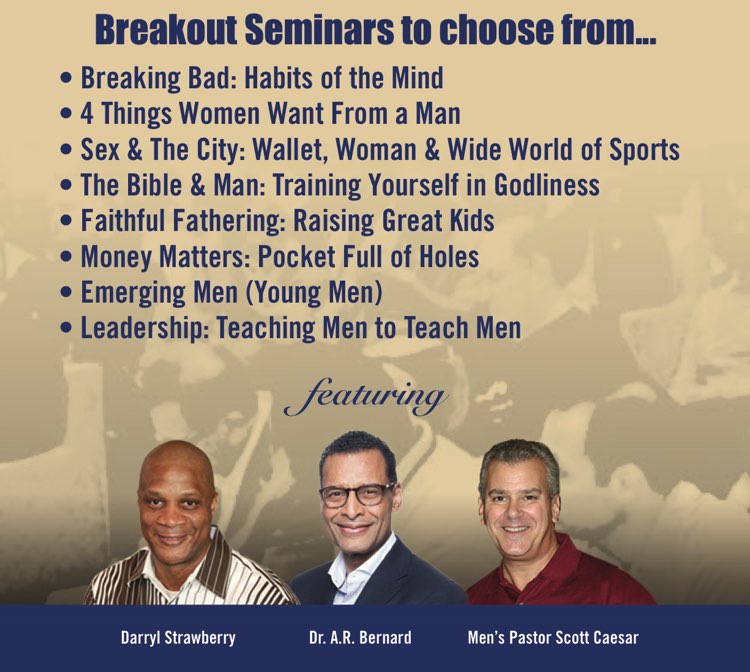 Breakout Seminars to choose from...
• Breaking Bad: Habits of the Mind
• 4 Things Women Want From a Man
• Sex & The City: Wallet, Woman & Wide World of Sports
• The Bible & Man: Training Yourself in Godliness
• Faithful Fathering: Raising Great Kids
• Money Matters: Pocket Full of Holes
• Emerging Men (Young Men)
• Leadership: Teaching Men to Teach Men
featuring
Darryl Strawberry Dr. A.R. Bernard Men's Pastor Scott Caesar